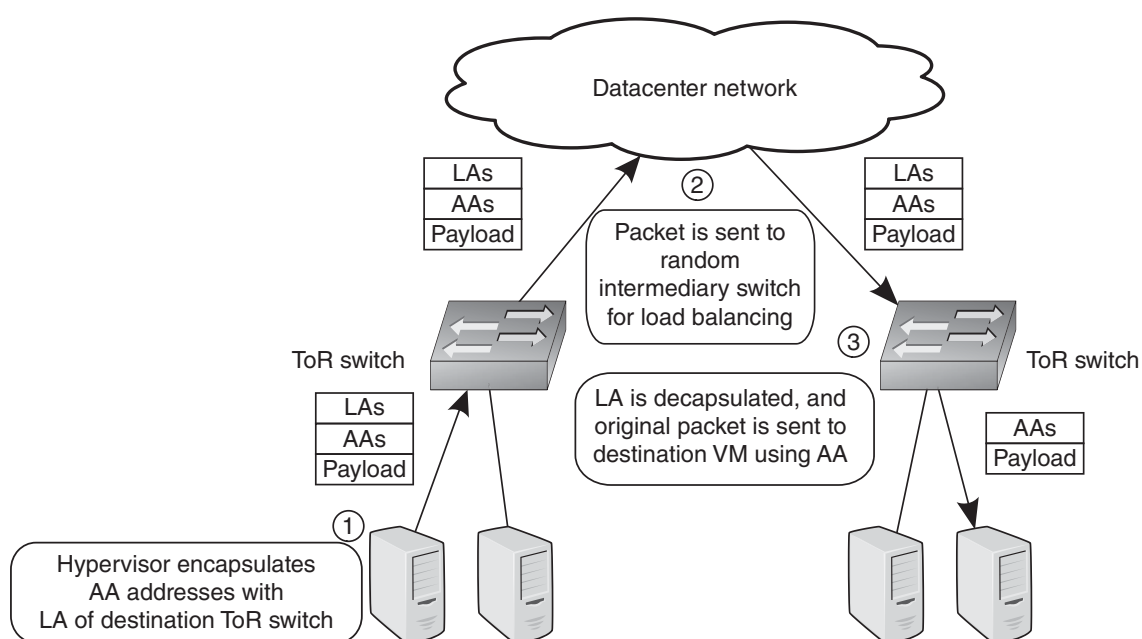 Datacenter network
LAs
AAs
Payload
2
LAs
AAs
Payload
Packet is sent to
random
intermediary switch
for load balancing
ToR switch
3
ToR switch
LAs
AAs
Payload
LA is decapsulated, and
original packet is sent to
destination VM using AA
AAs
Payload
1
Hypervisor encapsulates
AA addresses with
LA of destination ToR switch